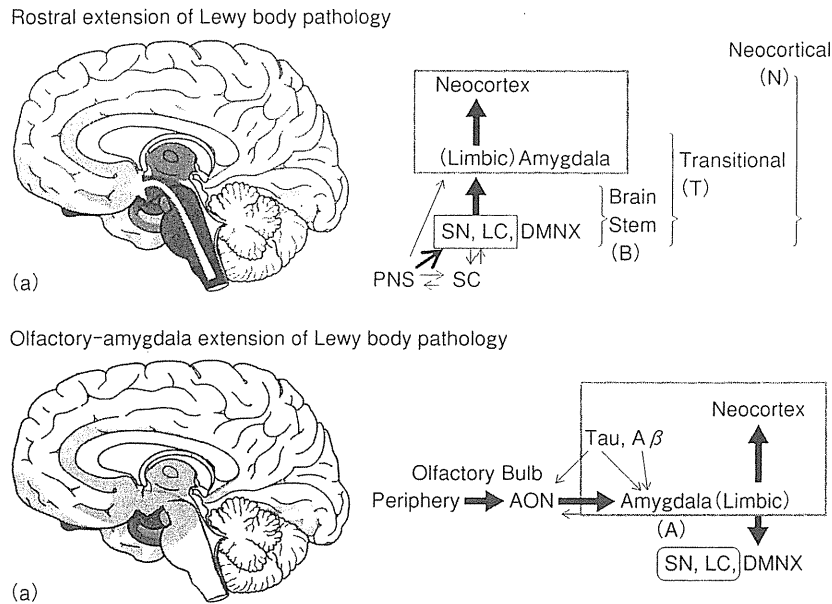 Rostral extension of Lewy body pathology
Neocortical
(N)
Neocortex
(Limbic) Amygdala
Transitional
(T)
Brain
Stem
(B)
SN, LC, DMNX
PNS ⇄ SC
(a)
Olfactory-amygdala extension of Lewy body pathology
Neocortex
Tau, Aβ
Olfactory Bulb
Periphery AON Amygdala (Limbic)
(A)
SN, LC, DMNX
(a)